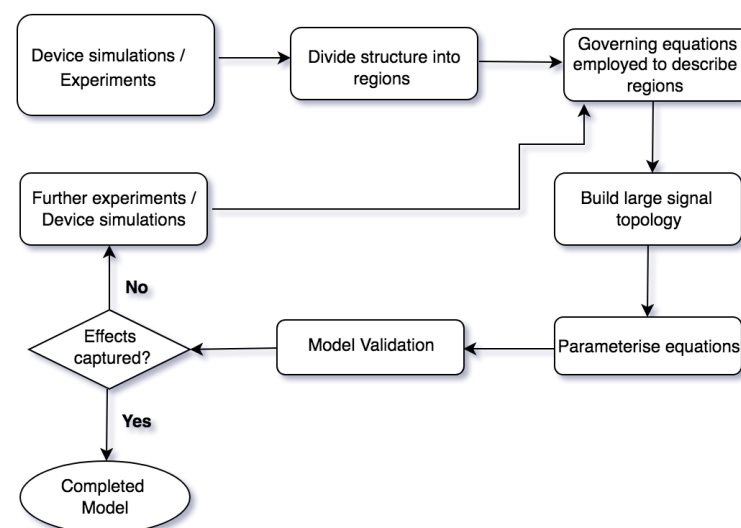 Device simulations /
Experiments
Divide structure into
regions
Governing equations
employed to describe
regions
Build large signal
topology
Parameterise equations
Model Validation
Effects
captured?
No
Further experiments /
Device simulations
Yes
Completed
Model